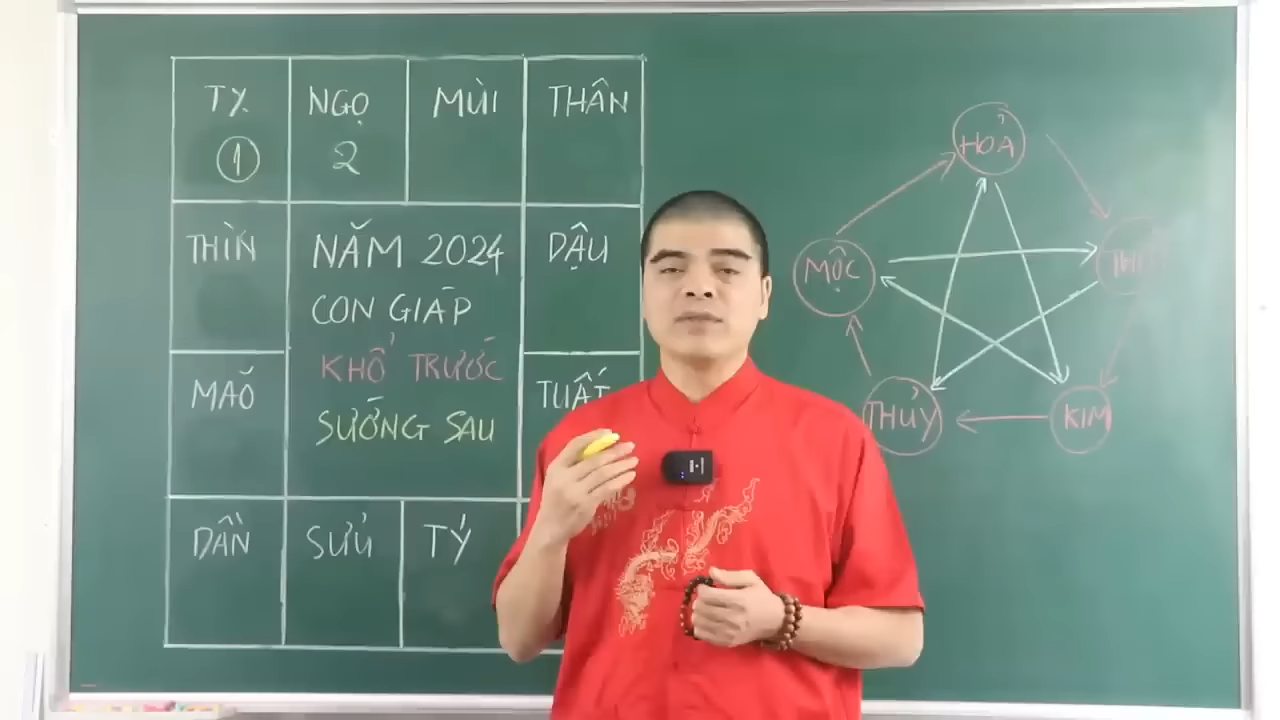 TỴ
NGỌ
MÙI
THÂN
①
2
THÌN
NĂM 2024
DẬU
CON GIÁP
KHỔ TRƯỚC
MÃO
TUẤT
SƯỚNG SAU
DẦN
SỬU
TÝ
HỎA
MỘC
THỦY
KIM